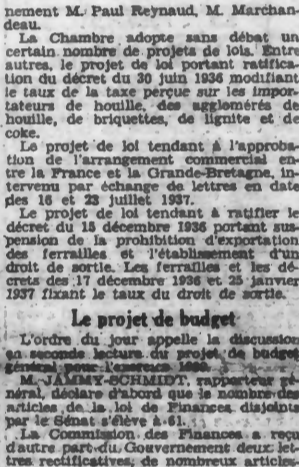 nement M. Paul Reynaud, M. Marchan-
deau.
La Chambre adopte sans débat un
certain nombre de projets de lois. Entre
autres, le projet de loi portant ratifica-
tion du décret du 30 juin 1936 modifiant
le taux de la taxe perçue sur les impor-
tateurs de houille, des agglomérés de
houille, de briquettes, de lignite et de
coke.
Le projet de loi tendant à l'approba-
tion de l'arrangement commercial en-
tre la France et la Grande-Bretagne, in-
tervenu par échange de lettres en date
des 16 et 23 juillet 1937.
Le projet de loi tendant à ratifier le
décret du 15 décembre 1936 portant sus-
pension de la prohibition d'exportation
des ferrailles et l'établissement d'un
droit de sortie. Les ferrailles et les dé-
crets des 17 décembre 1936 et 25 janvier
1937 fixant le taux du droit de sortie.
Le projet de budget
L'ordre du jour appelle la discussion
en seconde lecture du projet de budget
général pour l'exercice
M. JAMMY-SCHMIDT, rapporteur gé-
néral, déclare d'abord que le nombre des
articles de la loi de Finances disjoints
par le Sénat s'élève à 61.
La Commission des Finances a reçu
d'autre part du Gouvernement deux let-
tres rectificatives, de nombreux articles